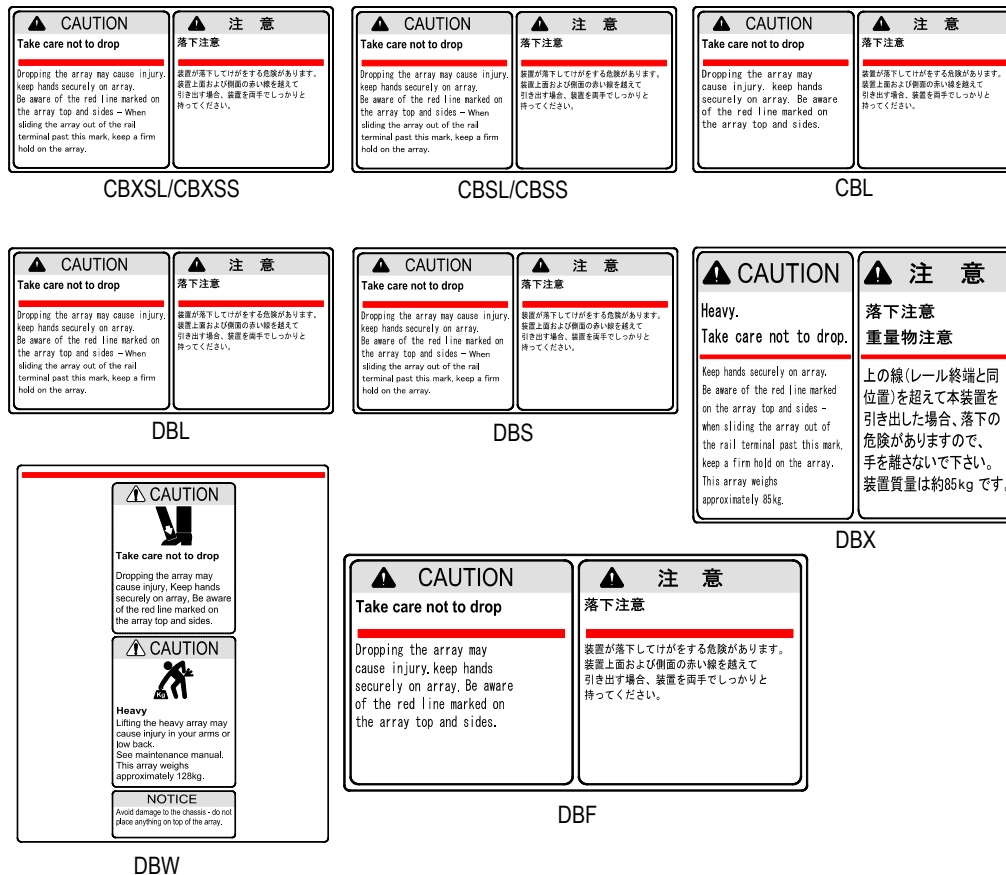 CAUTION
Take care not to drop
Dropping the array may cause injury.
keep hands securely on array.
Be aware of the red line marked on
the array top and sides – When
sliding the array out of the rail
terminal past this mark, keep a firm
hold on the array.
注 意
落下注意
装置が落下してけがをする危険があります。
装置上面および側面の赤い線を越えて
引き出す場合、装置を両手でしっかりと
持ってください。
CBXSL/CBXSS
CAUTION
Take care not to drop
Dropping the array may cause injury.
keep hands securely on array.
Be aware of the red line marked on
the array top and sides – When
sliding the array out of the rail
terminal past this mark, keep a firm
hold on the array.
注 意
落下注意
装置が落下してけがをする危険があります。
装置上面および側面の赤い線を越えて
引き出す場合、装置を両手でしっかりと
持ってください。
CBSL/CBSS
CAUTION
Take care not to drop
Dropping the array may
cause injury. keep hands
securely on array. Be aware
of the red line marked on
the array top and sides.
注 意
落下注意
装置が落下してけがをする危険があります。
装置上面および側面の赤い線を越えて
引き出す場合、装置を両手でしっかりと
持ってください。
CBL
CAUTION
Take care not to drop
Dropping the array may cause injury.
keep hands securely on array.
Be aware of the red line marked on
the array top and sides – When
sliding the array out of the rail
terminal past this mark, keep a firm
hold on the array.
注 意
落下注意
装置が落下してけがをする危険があります。
装置上面および側面の赤い線を越えて
引き出す場合、装置を両手でしっかりと
持ってください。
DBL
CAUTION
Take care not to drop
Dropping the array may cause injury.
keep hands securely on array.
Be aware of the red line marked on
the array top and sides – When
sliding the array out of the rail
terminal past this mark, keep a firm
hold on the array.
注 意
落下注意
装置が落下してけがをする危険があります。
装置上面および側面の赤い線を越えて
引き出す場合、装置を両手でしっかりと
持ってください。
DBS
CAUTION
Heavy.
Take care not to drop.
Keep hands securely on array.
Be aware of the red line marked
on the array top and sides –
when sliding the array out of
the rail terminal past this mark,
keep a firm hold on the array.
This array weighs
approximately 85kg.
注 意
落下注意
重量物注意
上の線(レール終端と同
位置)を超えて本装置を
引き出した場合、落下の
危険がありますので、
手を離さないで下さい。
装置質量は約85kg です。
DBX
CAUTION
Take care not to drop
Dropping the array may
cause injury, Keep hands
securely on array, Be aware
of the red line marked on
the array top and sides.
CAUTION
Kg
Heavy
Lifting the heavy array may
cause injury in your arms or
low back.
See maintenance manual.
This array weighs
approximately 128kg.
NOTICE
Avoid damage to the chassis - do not
place anything on top of the array.
DBW
CAUTION
Take care not to drop
Dropping the array may
cause injury. keep hands
securely on array. Be aware
of the red line marked on
the array top and sides.
注 意
落下注意
装置が落下してけがをする危険があります。
装置上面および側面の赤い線を越えて
引き出す場合、装置を両手でしっかりと
持ってください。
DBF